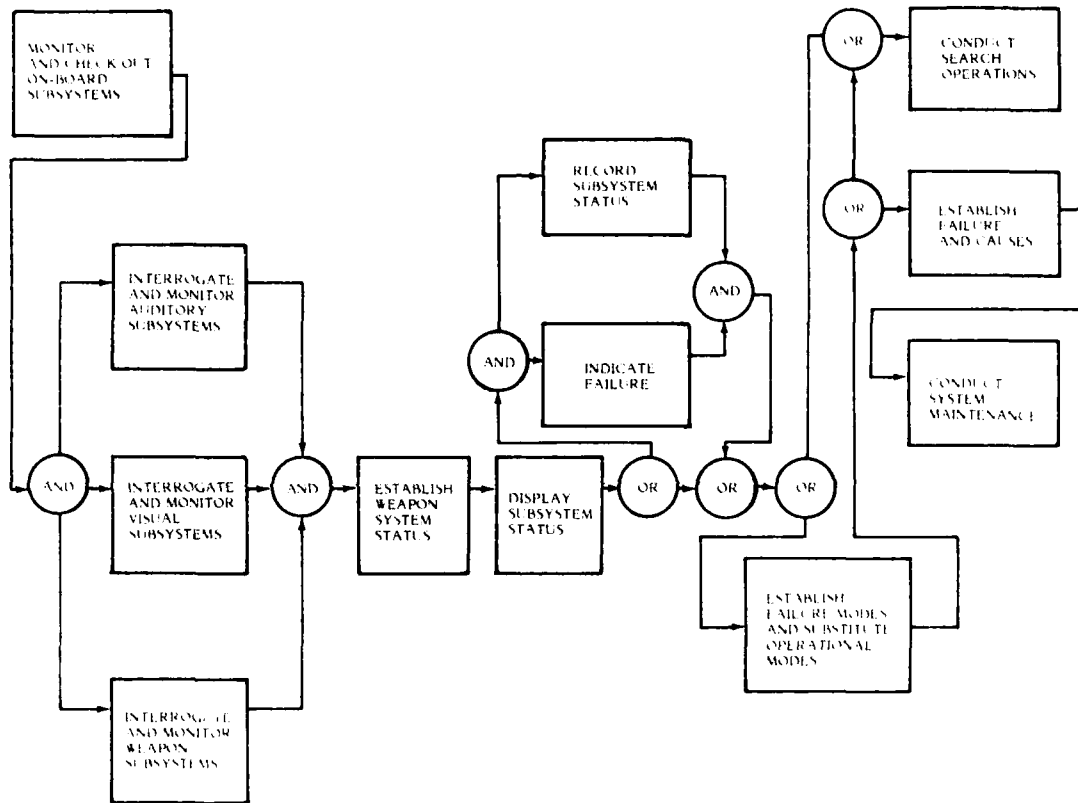 MONITOR
AND CHECK OUT
ON-BOARD
SUBSYSTEMS
INTERROGATE
AND MONITOR
AUDITORY
SUBSYSTEMS
AND
INTERROGATE
AND MONITOR
VISUAL
SUBSYSTEMS
INTERROGATE
AND MONITOR
WEAPON
SUBSYSTEMS
AND
ESTABLISH
WEAPON
SYSTEM
STATUS
DISPLAY
SUBSYSTEM
STATUS
OR
AND
RECORD
SUBSYSTEM
STATUS
INDICATE
FAILURE
AND
OR
OR
ESTABLISH
FAILURE MODES
AND SUBSTITUTE
OPERATIONAL
MODES
OR
CONDUCT
SEARCH
OPERATIONS
OR
ESTABLISH
FAILURE
AND CAUSES
CONDUCT
SYSTEM
MAINTENANCE